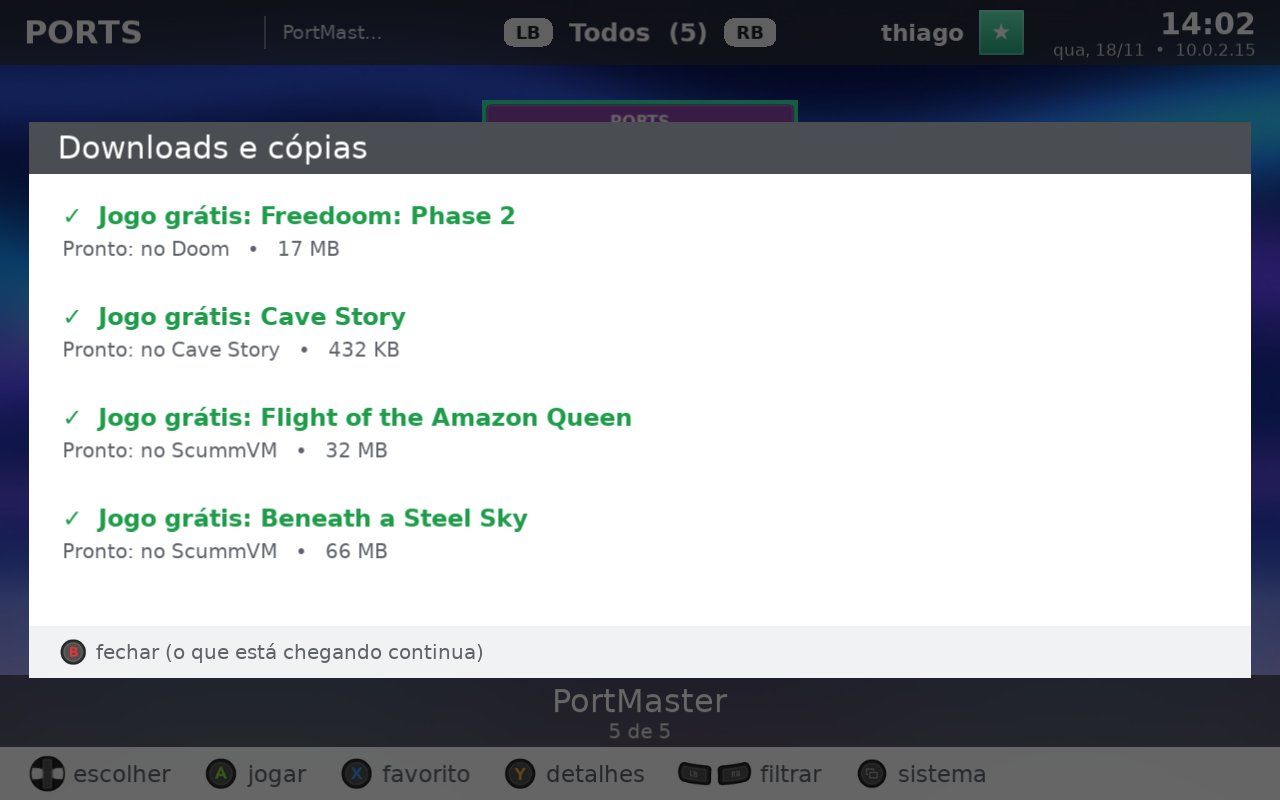 PORTS
PortMast...
LB Todos (5) RB
thiago
★
14:02
qua, 18/11 • 10.0.2.15
PORTS
Downloads e cópias
✓ Jogo grátis: Freedoom: Phase 2
Pronto: no Doom • 17 MB
✓ Jogo grátis: Cave Story
Pronto: no Cave Story • 432 KB
✓ Jogo grátis: Flight of the Amazon Queen
Pronto: no ScummVM • 32 MB
✓ Jogo grátis: Beneath a Steel Sky
Pronto: no ScummVM • 66 MB
B fechar (o que está chegando continua)
PortMaster
5 de 5
escolher A jogar X favorito Y detalhes LB RB filtrar sistema